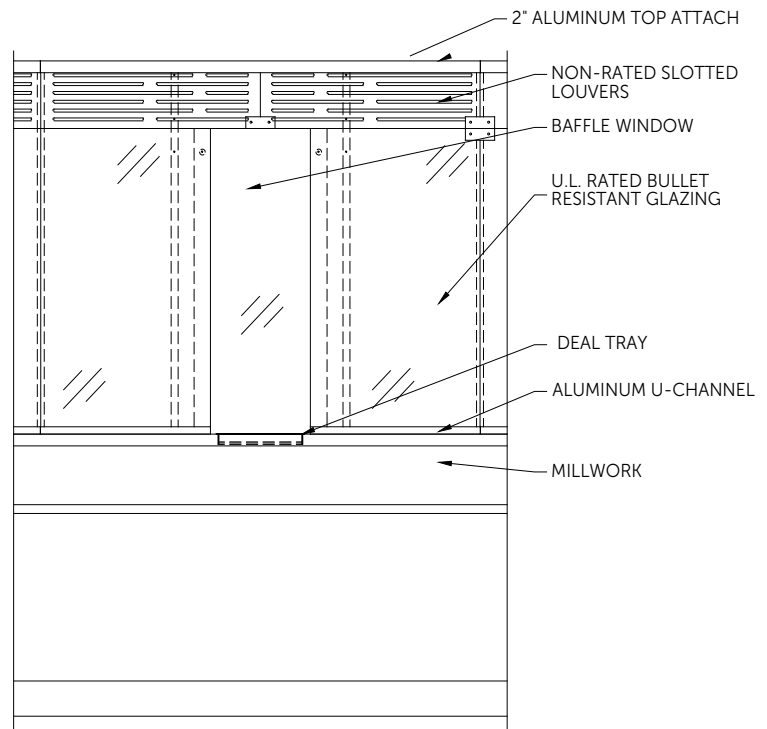 2" ALUMINUM TOP ATTACH
NON-RATED SLOTTED
LOUVERS
BAFFLE WINDOW
U.L. RATED BULLET
RESISTANT GLAZING
DEAL TRAY
ALUMINUM U-CHANNEL
MILLWORK